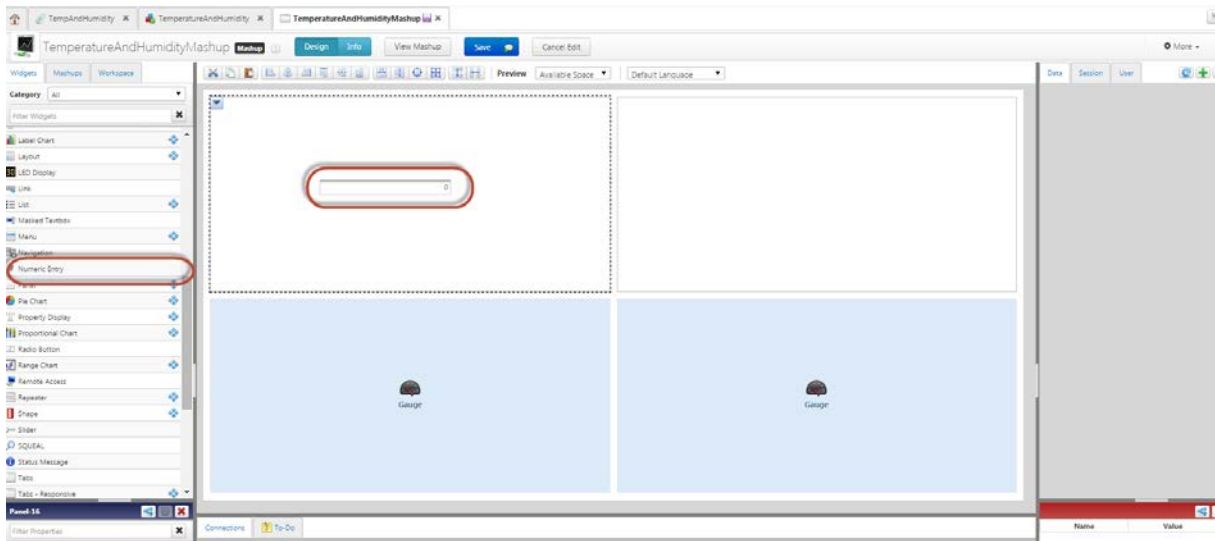 TempAndHumidity
TemperatureAndHumidity
TemperatureAndHumidityMashup
TemperatureAndHumidityMashup Mashup Design Info View Mashup Save Cancel Edit More
Widgets Mashups Workspace Preview Available Space Default Language Data Session User
Category All
Filter Widgets
Label Chart
Layout
LED Display
Link
List
0
Masked Textbox
Menu
Navigation
Numeric Entry
Panel
Pie Chart
Property Display
Proportional Chart
Radio Button
Range Chart
Remote Access
Repeater
Gauge Gauge
Shape
Slider
SQUEAL
Status Message
Tabs
Tabs - Responsive
Panel-16
Filter Properties Connections To-Do Name Value